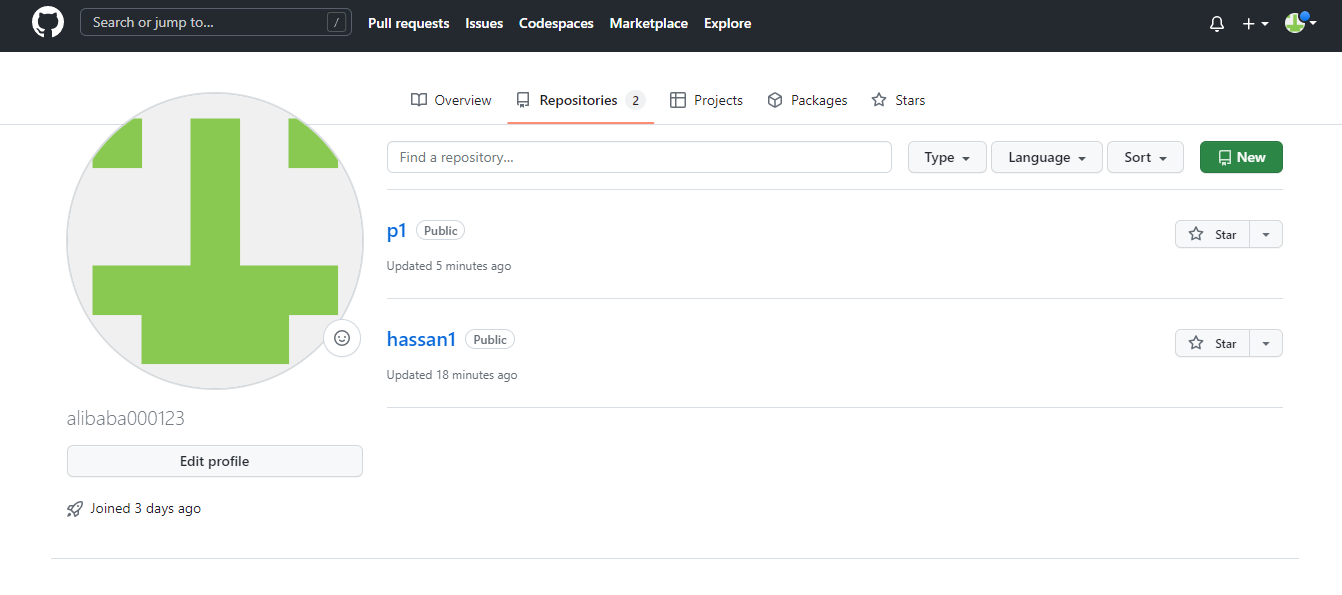 Search or jump to... / Pull requests Issues Codespaces Marketplace Explore
Overview Repositories 2 Projects Packages Stars
Find a repository... Type Language Sort New
p1 Public Star
Updated 5 minutes ago
hassan1 Public Star
Updated 18 minutes ago
alibaba000123
Edit profile
Joined 3 days ago